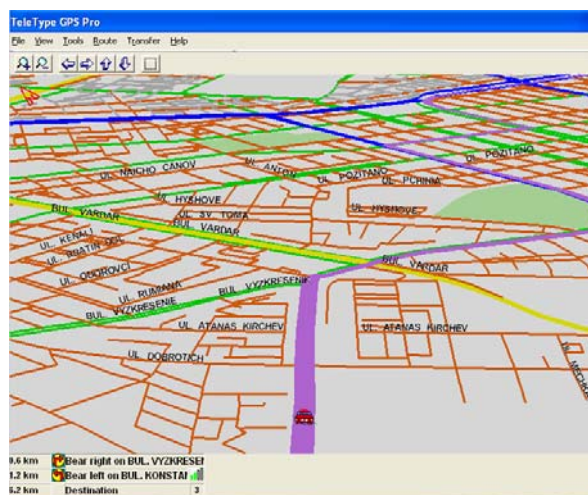 TeleType GPS Pro
File View Tools Route Transfer Help
UL. NAICHO CANOV
UL. ANTON
UL. POZITANO
UL. POZITANO
UL. PCHINIA
UL. HYSHOVE
UL. HYSHOVE
BUL. VARDAR
UL. SV. TOMA
BUL. VARDAR
UL. KENALI
UL. ODOROVCI
BUL. VARDAR
UL. RUMIANA
BUL. VYZKRESENIE
BUL. VYZKRESENIE
UL. ATANAS KIRCHEV
UL. ATANAS KIRCHEV
UL. DOBROTICH
0.6 km Bear right on BUL. VYZKRESEN
1.2 km Bear left on BUL. KONSTAN
6.2 km Destination 3